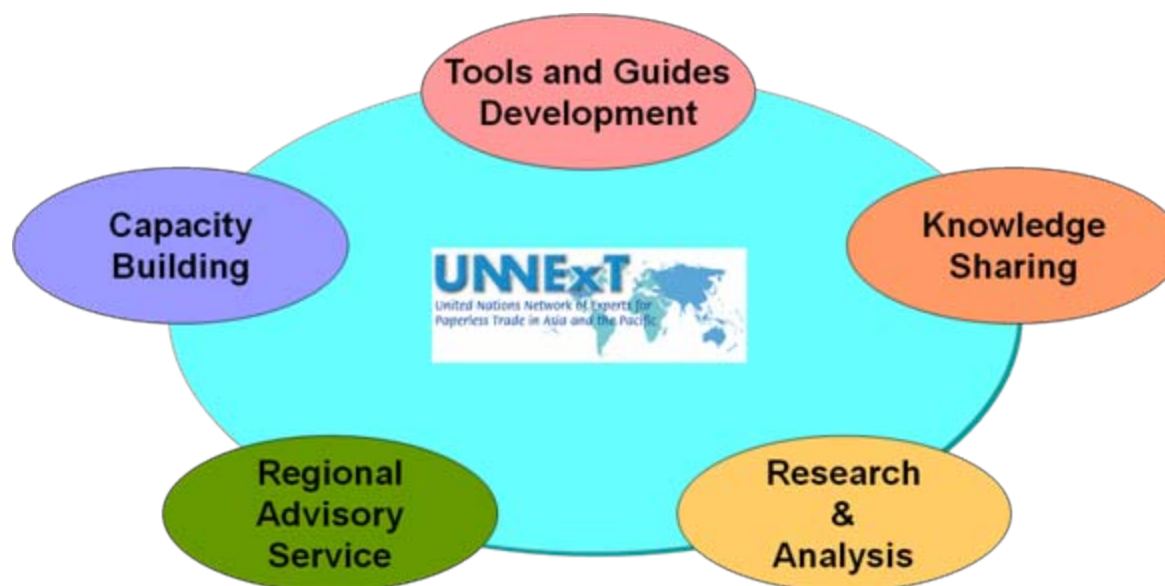 Tools and Guides
Development
Capacity
Building
Knowledge
Sharing
UNNExT
United Nations Network of Experts for
Paperless Trade in Asia and the Pacific
Regional
Advisory
Service
Research
&
Analysis